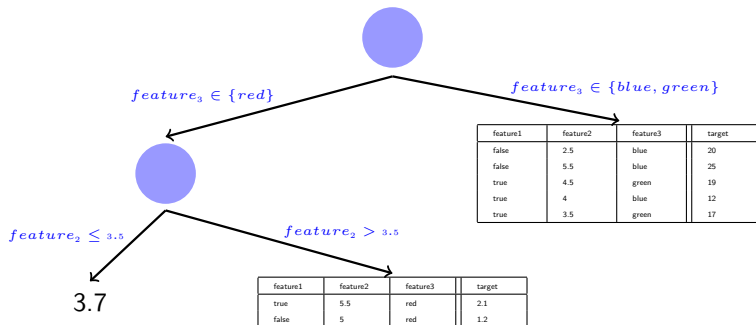 feature₃ ∈ {red}
feature₃ ∈ {blue, green}
feature1 feature2 feature3 target
false 2.5 blue 20
false 5.5 blue 25
true 4.5 green 19
true 4 blue 12
true 3.5 green 17
feature₂ ≤ 3.5
feature₂ > 3.5
3.7
feature1 feature2 feature3 target
true 5.5 red 2.1
false 5 red 1.2